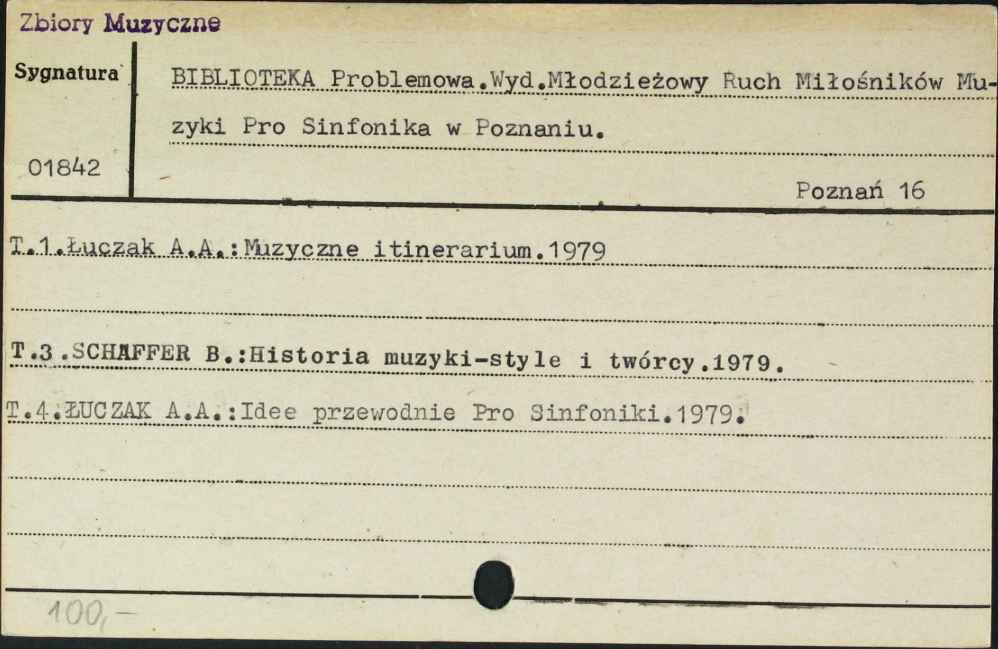 Zbiory Muzyczne
Sygnatura
BIBLIOTEKA Problemowa.Wyd.Młodzieżowy Ruch Miłośników Mu-
zyki Pro Sinfonika w Poznaniu.
01842
Poznań 16
T.1.Łuczak A.A.:Muzyczne itinerarium.1979
T.3.SCHAFFER B.:Historia muzyki-style i twórcy.1979.
T.4.ŁUCZAK A.A.:Idee przewodnie Pro Sinfoniki.1979.
100,-